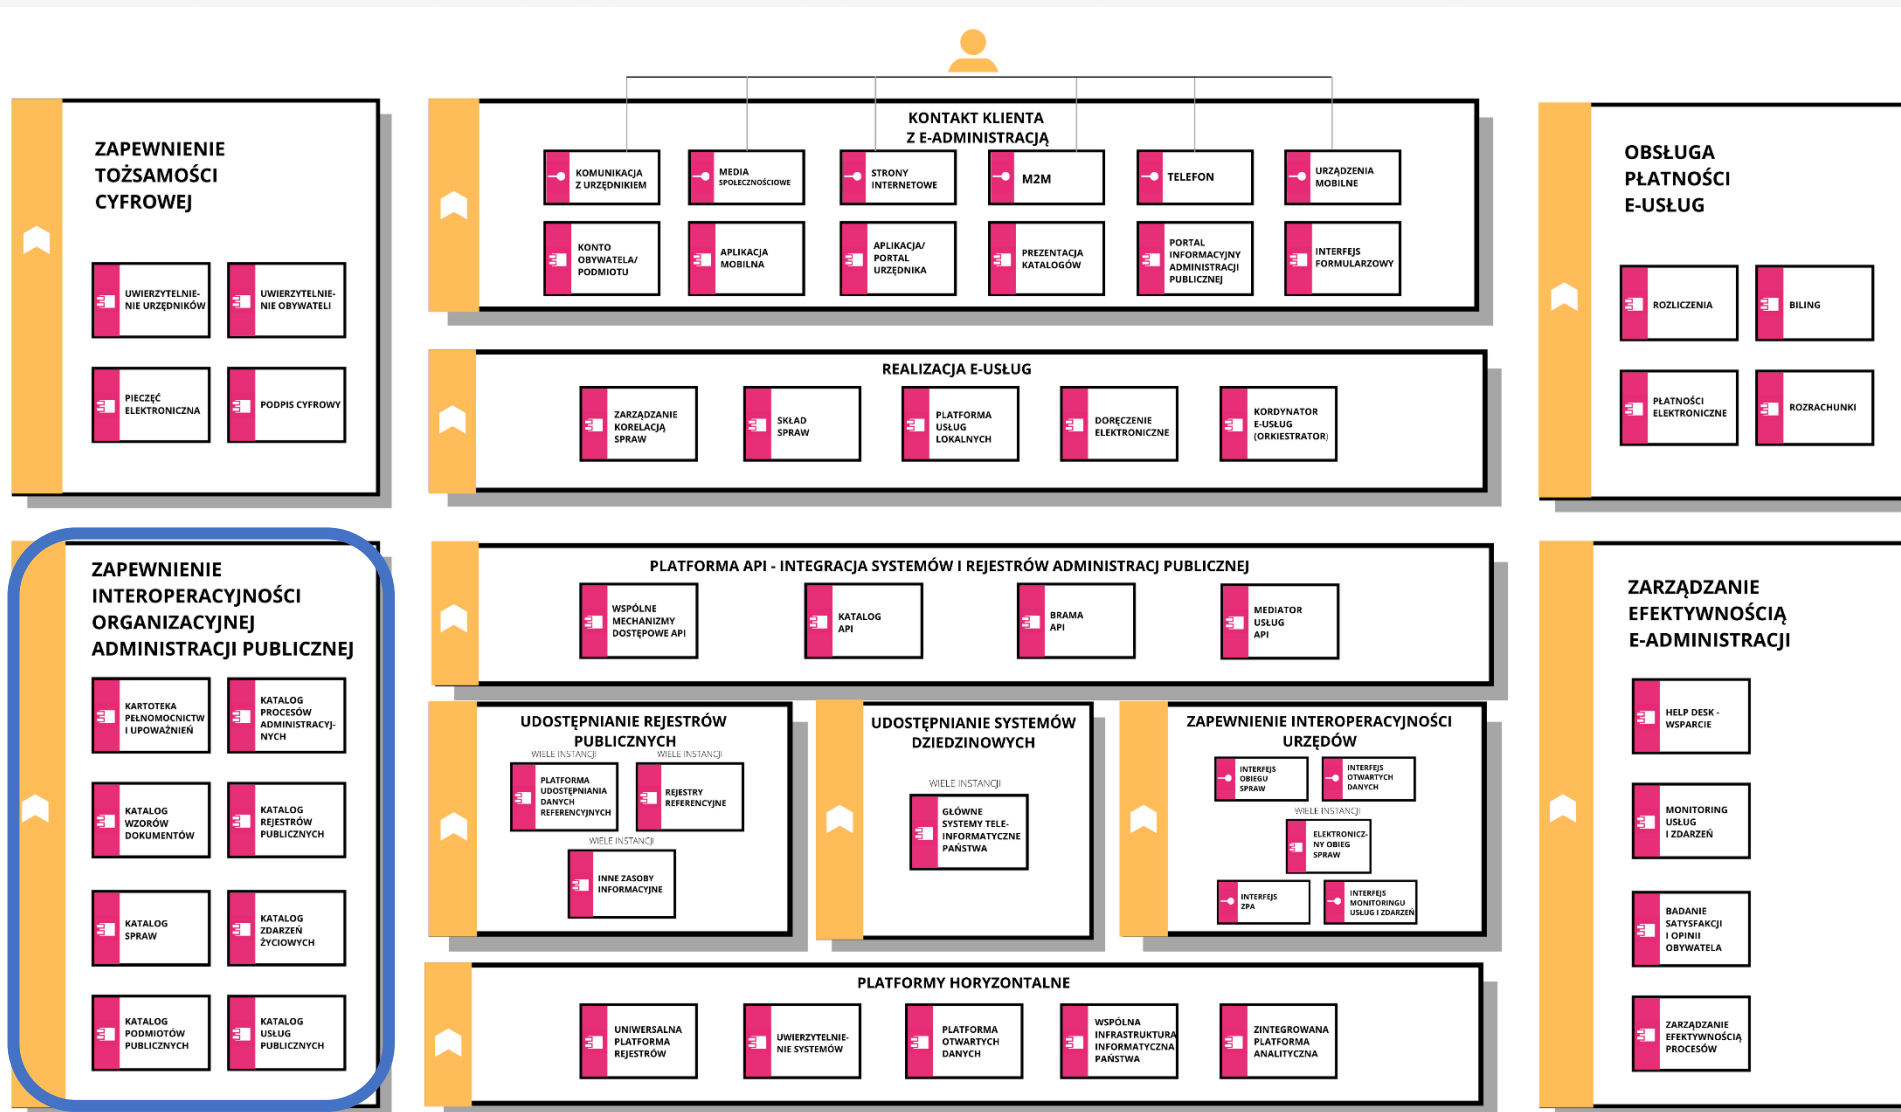 ZAPEWNIENIE
TOŻSAMOŚCI
CYFROWEJ
UWIERZYTELNIE-
NIE URZĘDNIKÓW
UWIERZYTELNIE-
NIE OBYWATELI
PIECZĘĆ
ELEKTRONICZNA
PODPIS CYFROWY
KONTAKT KLIENTA
Z E-ADMINISTRACJĄ
KOMUNIKACJA
Z URZĘDNIKIEM
MEDIA
SPOŁECZNOŚCIOWE
STRONY
INTERNETOWE
M2M
TELEFON
URZĄDZENIA
MOBILNE
KONTO
OBYWATELA/
PODMIOTU
APLIKACJA
MOBILNA
APLIKACJA/
PORTAL
URZĘDNIKA
PREZENTACJA
KATALOGÓW
PORTAL
INFORMACYJNY
ADMINISTRACJI
PUBLICZNEJ
INTERFEJS
FORMULARZOWY
OBSŁUGA
PŁATNOŚCI
E-USŁUG
ROZLICZENIA
BILING
PŁATNOŚCI
ELEKTRONICZNE
ROZRACHUNKI
REALIZACJA E-USŁUG
ZARZĄDZANIE
KORELACJĄ
SPRAW
SKŁAD
SPRAW
PLATFORMA
USŁUG
LOKALNYCH
DORĘCZENIE
ELEKTRONICZNE
KORDYNATOR
E-USŁUG
(ORKIESTRATOR)
ZAPEWNIENIE
INTEROPERACYJNOŚCI
ORGANIZACYJNEJ
ADMINISTRACJI PUBLICZNEJ
KARTOTEKA
PEŁNOMOCNICTW
I UPOWAŻNIEŃ
KATALOG
PROCESÓW
ADMINISTRACYJ-
NYCH
KATALOG
WZORÓW
DOKUMENTÓW
KATALOG
REJESTRÓW
PUBLICZNYCH
KATALOG
SPRAW
KATALOG
ZDARZEŃ
ŻYCIOWYCH
KATALOG
PODMIOTÓW
PUBLICZNYCH
KATALOG
USŁUG
PUBLICZNYCH
PLATFORMA API - INTEGRACJA SYSTEMÓW I REJESTRÓW ADMINISTRACJ PUBLICZNEJ
WSPÓLNE
MECHANIZMY
DOSTĘPOWE API
KATALOG
API
BRAMA
API
MEDIATOR
USŁUG
API
UDOSTĘPNIANIE REJESTRÓW
PUBLICZNYCH
WIELE INSTANCJI
PLATFORMA
UDOSTĘPNIANIA
DANYCH
REFERENCYJNYCH
WIELE INSTANCJI
REJESTRY
REFERENCYJNE
WIELE INSTANCJI
INNE ZASOBY
INFORMACYJNE
UDOSTĘPNIANIE SYSTEMÓW
DZIEDZINOWYCH
WIELE INSTANCJI
GŁÓWNE
SYSTEMY TELE-
INFORMATYCZNE
PAŃSTWA
ZAPEWNIENIE INTEROPERACYJNOŚCI
URZĘDÓW
INTERFEJS
OBIEGU
SPRAW
INTERFEJS
OTWARTYCH
DANYCH
WIELE INSTANCJI
ELEKTRONICZ-
NY OBIEG
SPRAW
INTERFEJS
ZPA
INTERFEJS
MONITORINGU
USŁUG I ZDARZEŃ
PLATFORMY HORYZONTALNE
UNIWERSALNA
PLATFORMA
REJESTRÓW
UWIERZYTELNIE-
NIE SYSTEMÓW
PLATFORMA
OTWARTYCH
DANYCH
WSPÓLNA
INFRASTRUKTURA
INFORMATYCZNA
PAŃSTWA
ZINTEGROWANA
PLATFORMA
ANALITYCZNA
ZARZĄDZANIE
EFEKTYWNOŚCIĄ
E-ADMINISTRACJI
HELP DESK -
WSPARCIE
MONITORING
USŁUG
I ZDARZEŃ
BADANIE
SATYSFAKCJI
I OPINII
OBYWATELA
ZARZĄDZANIE
EFEKTYWNOŚCIĄ
PROCESÓW